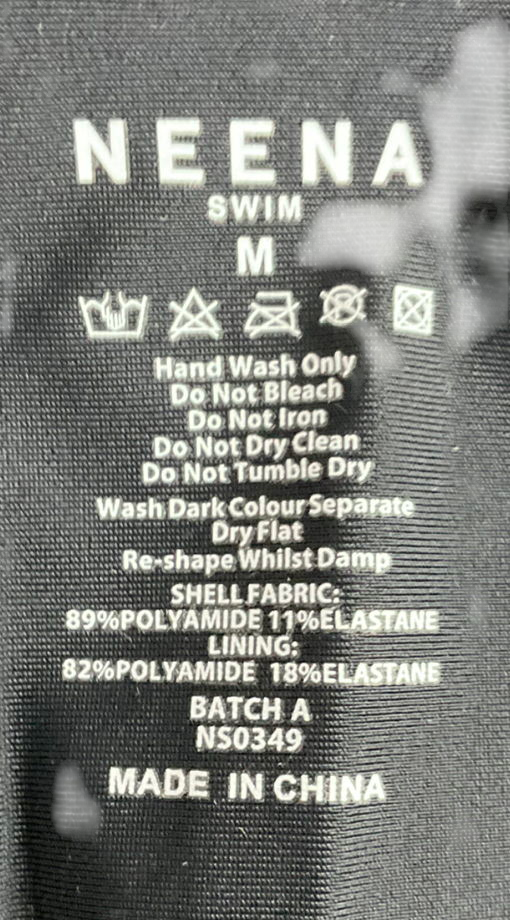 NEENA
SWIM
M
Hand Wash Only
Do Not Bleach
Do Not Iron
Do Not Dry Clean
Do Not Tumble Dry
Wash Dark Colour Separate
Dry Flat
Re-shape Whilst Damp
SHELL FABRIC:
89%POLYAMIDE 11%ELASTANE
LINING:
82%POLYAMIDE 18%ELASTANE
BATCH A
NS0349
MADE IN CHINA